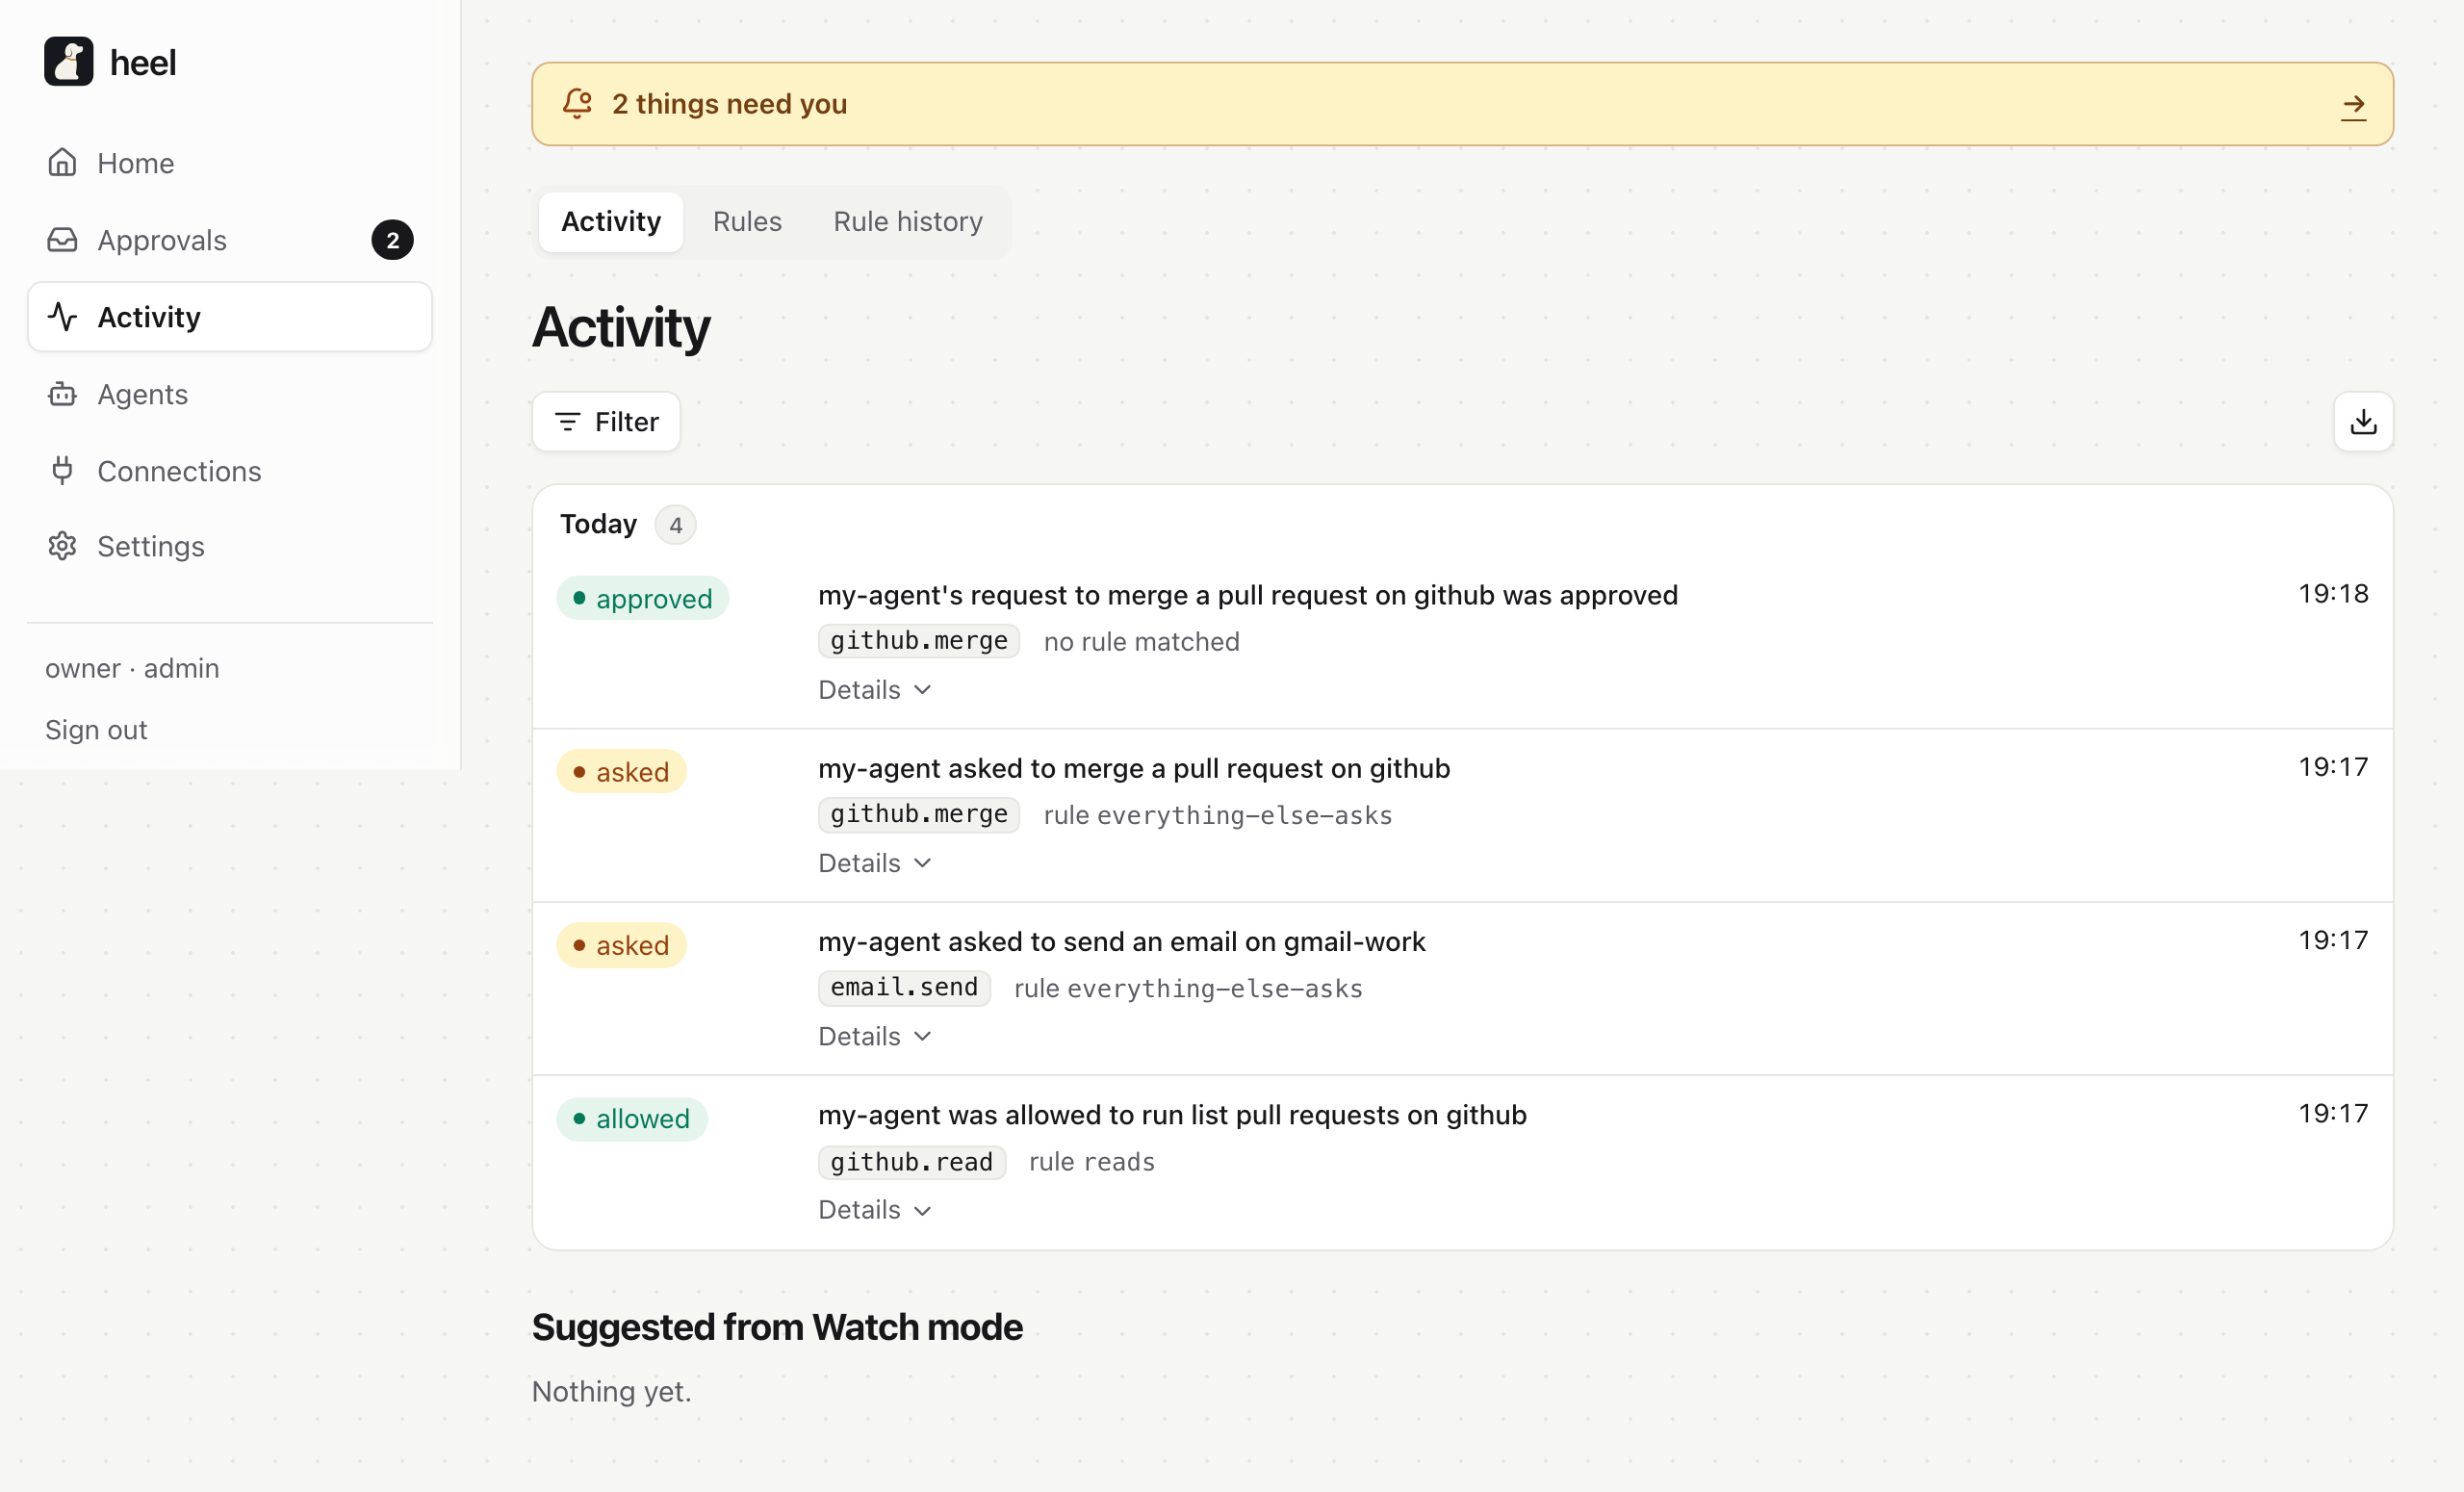 heel
Home
Approvals 2
Activity
Agents
Connections
Settings
owner · admin
Sign out
2 things need you
Activity Rules Rule history
Activity
Filter
Today 4
approved my-agent's request to merge a pull request on github was approved 19:18
github.merge no rule matched
Details
asked my-agent asked to merge a pull request on github 19:17
github.merge rule everything-else-asks
Details
asked my-agent asked to send an email on gmail-work 19:17
email.send rule everything-else-asks
Details
allowed my-agent was allowed to run list pull requests on github 19:17
github.read rule reads
Details
Suggested from Watch mode
Nothing yet.